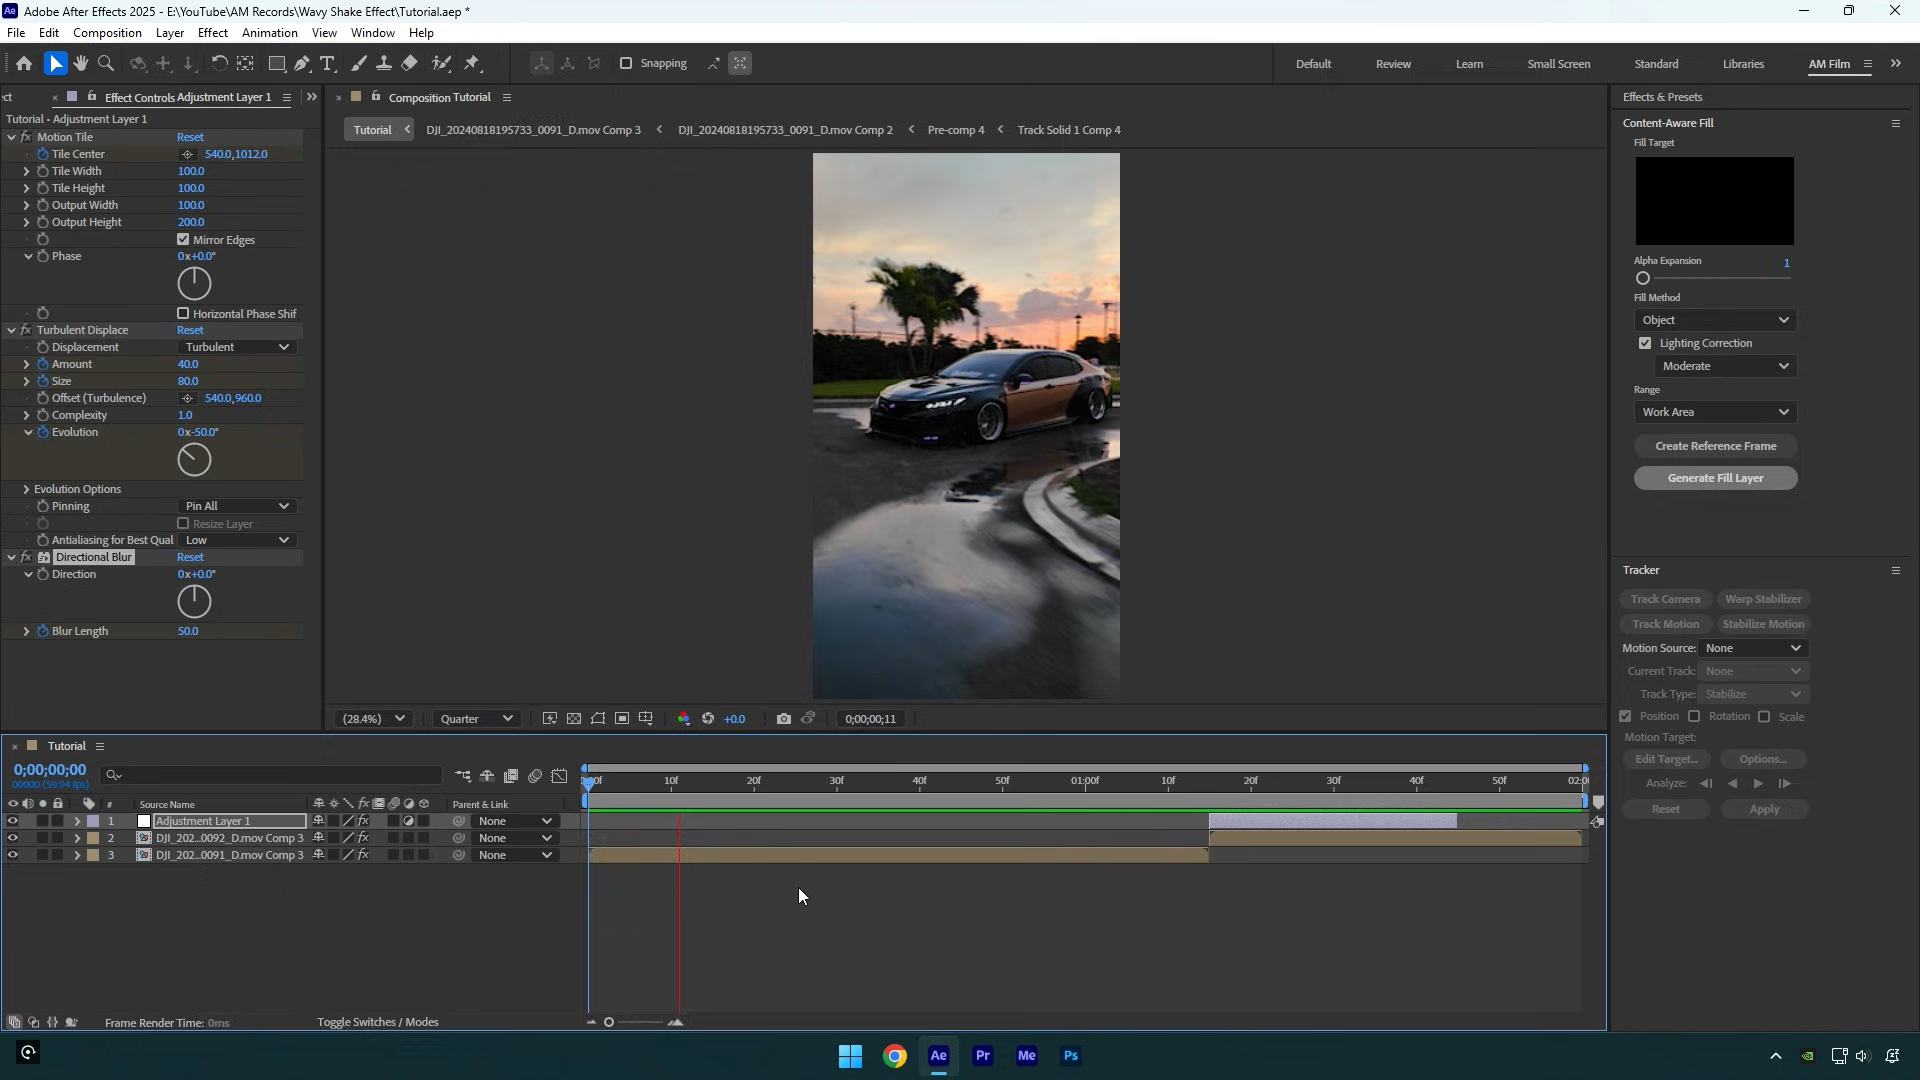 Adobe After Effects 2025 - E:\YouTube\AM Records\Wavy Shake Effect\Tutorial.aep *
File Edit Composition Layer Effect Animation View Window Help
Snapping
Default Review Learn Small Screen Standard Libraries AM Film
Effect Controls Adjustment Layer 1
Tutorial - Adjustment Layer 1
Motion Tile Reset
Tile Center 540.0,1012.0
Tile Width 100.0
Tile Height 100.0
Output Width 100.0
Output Height 200.0
Mirror Edges
Phase 0x+0.0°
Horizontal Phase Shif
Turbulent Displace Reset
Displacement Turbulent
Amount 40.0
Size 80.0
Offset (Turbulence) 540.0,960.0
Complexity 1.0
Evolution 0x-50.0°
Evolution Options
Pinning Pin All
Resize Layer
Antialiasing for Best Qual Low
Directional Blur Reset
Direction 0x+0.0°
Blur Length 50.0
Composition Tutorial
Tutorial DJI_20240818195733_0091_D.mov Comp 3 DJI_20240818195733_0091_D.mov Comp 2 Pre-comp 4 Track Solid 1 Comp 4
(28.4%) Quarter +0.0 0;00;00;11
Effects & Presets
Content-Aware Fill
Fill Target
Alpha Expansion 1
Fill Method
Object
Lighting Correction
Moderate
Range
Work Area
Create Reference Frame
Generate Fill Layer
Tracker
Track Camera Warp Stabilizer
Track Motion Stabilize Motion
Motion Source: None
Current Track: None
Track Type: Stabilize
Position Rotation Scale
Motion Target:
Edit Target... Options...
Analyze:
Reset Apply
Tutorial
0;00;00;00
00000 (59.94 fps)
10f 20f 30f 40f 50f 01:00f 10f 20f 30f 40f 50f
# Source Name Parent & Link
1 Adjustment Layer 1 None
2 DJI_202...0092_D.mov Comp 3 None
3 DJI_202...0091_D.mov Comp 3 None
Frame Render Time: 0ms Toggle Switches / Modes
Ae Pr Me Ps